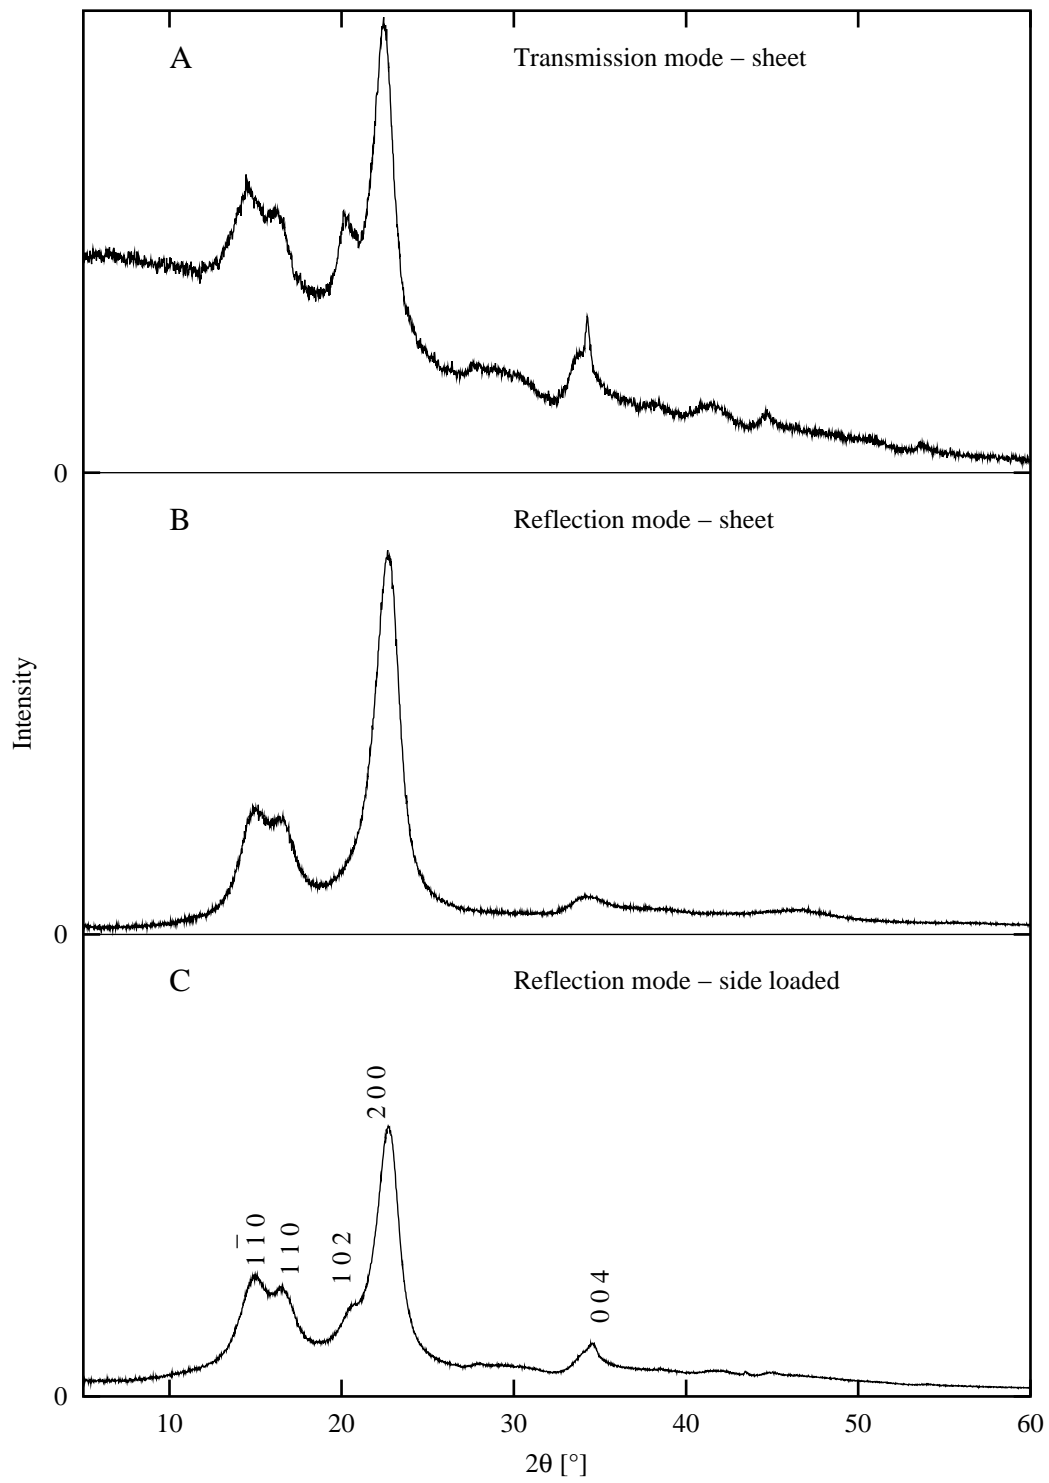 A
Transmission mode – sheet
0
B
Reflection mode – sheet
Intensity
0
C
Reflection mode – side loaded
2 0 0
1̄ 1 0
1 1 0
1 0 2
0 0 4
0
10 20 30 40 50 60
2θ [°]